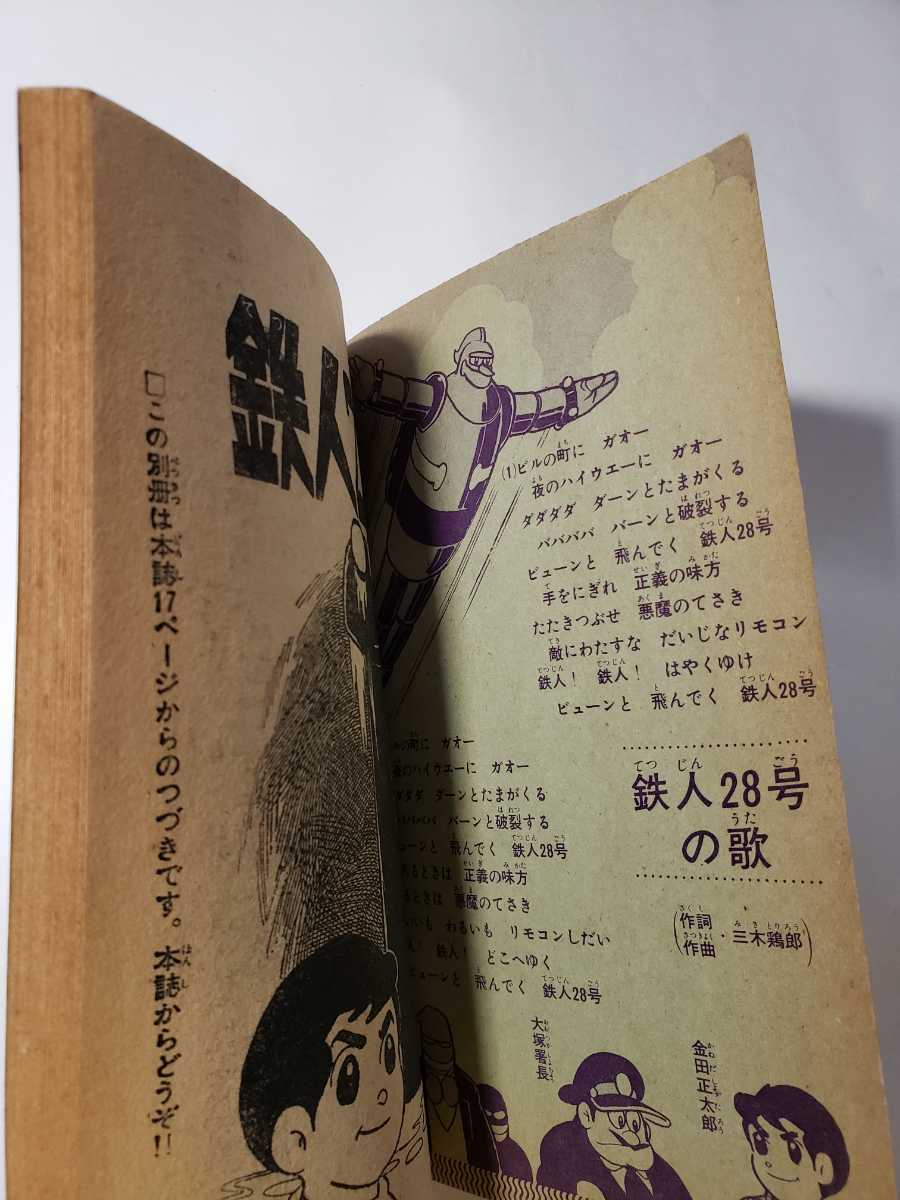 鉄人
□この別冊は本誌17ページからのつづきです。本誌からどうぞ!!
(1)ビルの町に ガオー
夜のハイウエーに ガオー
ダダダダ ダーンとたまがくる
ババババ バーンと破裂する
ビューンと 飛んでく 鉄人28号
手をにぎれ 正義の味方
たたきつぶせ 悪魔のてさき
敵にわたすな だいじなリモコン
鉄人! 鉄人! はやくゆけ
ビューンと 飛んでく 鉄人28号
鉄人28号
の歌
(作詞
作曲・三木鶏郎)
ルの町に ガオー
夜のハイウエーに ガオー
ダダダ ダーンとたまがくる
ババババ バーンと破裂する
ューンと 飛んでく 鉄人28号
あるときは 正義の味方
るときは 悪魔のてさき
いいも わるいも リモコンしだい
人! 鉄人! どこへゆく
ビューンと 飛んでく 鉄人28号
大塚署長
金田正太郎